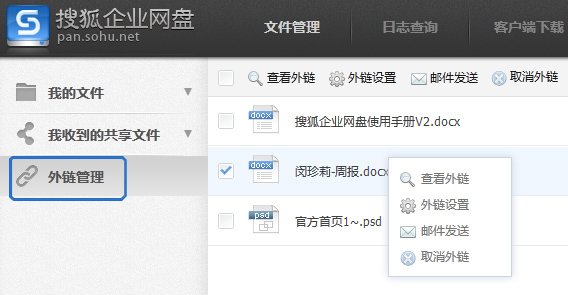 搜狐企业网盘
pan.sohu.net
文件管理
日志查询
客户端下载
我的文件
我收到的共享文件
外链管理
查看外链 外链设置 邮件发送 取消外链
docx 搜狐企业网盘使用手册V2.docx
docx 闵珍莉-周报.docx
psd 官方首页1~.psd
查看外链
外链设置
邮件发送
取消外链